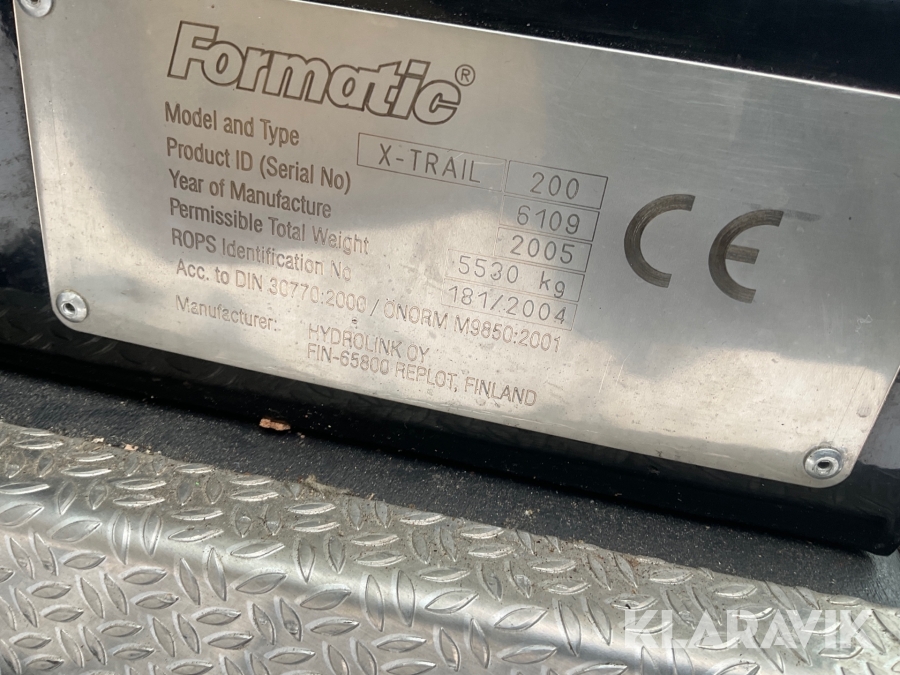 Formatic®
Model and Type X-TRAIL 200
Product ID (Serial No) 6109
Year of Manufacture 2005
Permissible Total Weight 5530 kg
ROPS Identification No 181/2004
Acc. to DIN 30770:2000 / ÖNORM M9850:2001
Manufacturer: HYDROLINK OY
FIN-65800 REPLOT, FINLAND
CE
KLARAVIK